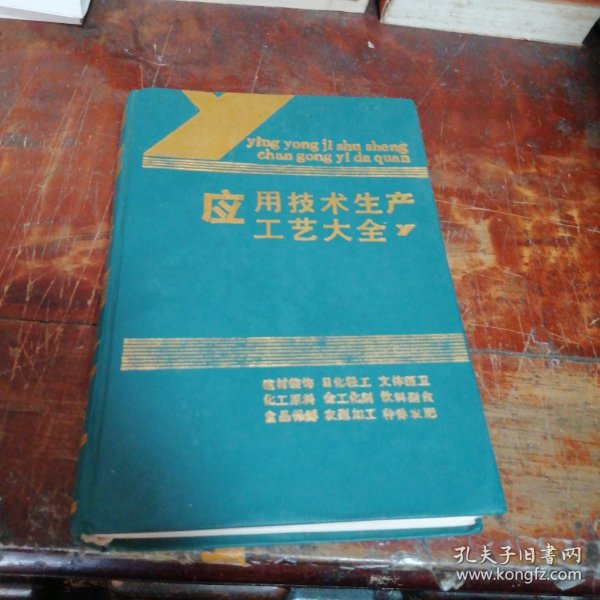 ying yong ji shu sheng
chan gong yi da quan
应用技术生产
工艺大全
建材装饰 日化轻工 文体医卫
化工原料 金工化剂 饮料副食
食品保鲜 农副加工 种养农肥
孔夫子旧书网
www.kongfz.com